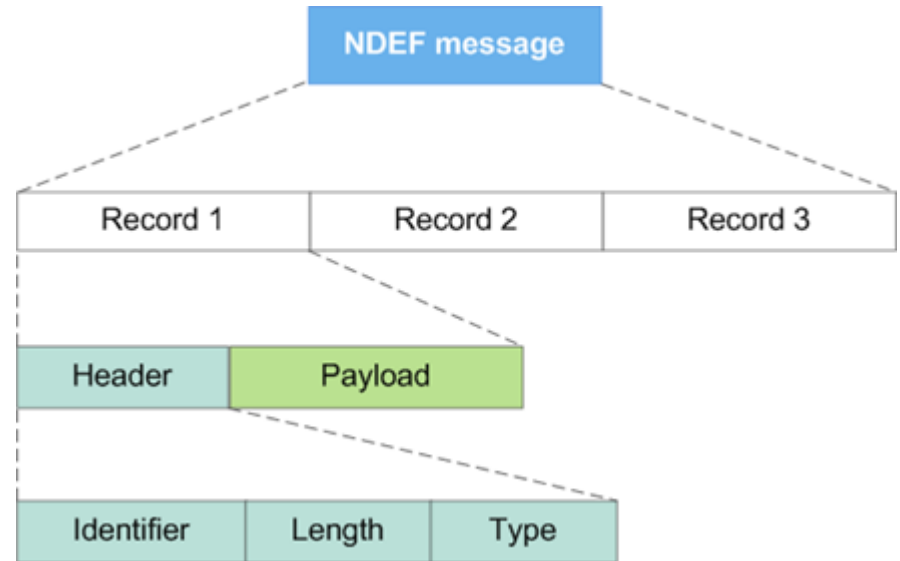 NDEF message
Record 1
Record 2
Record 3
Header
Payload
Identifier
Length
Type